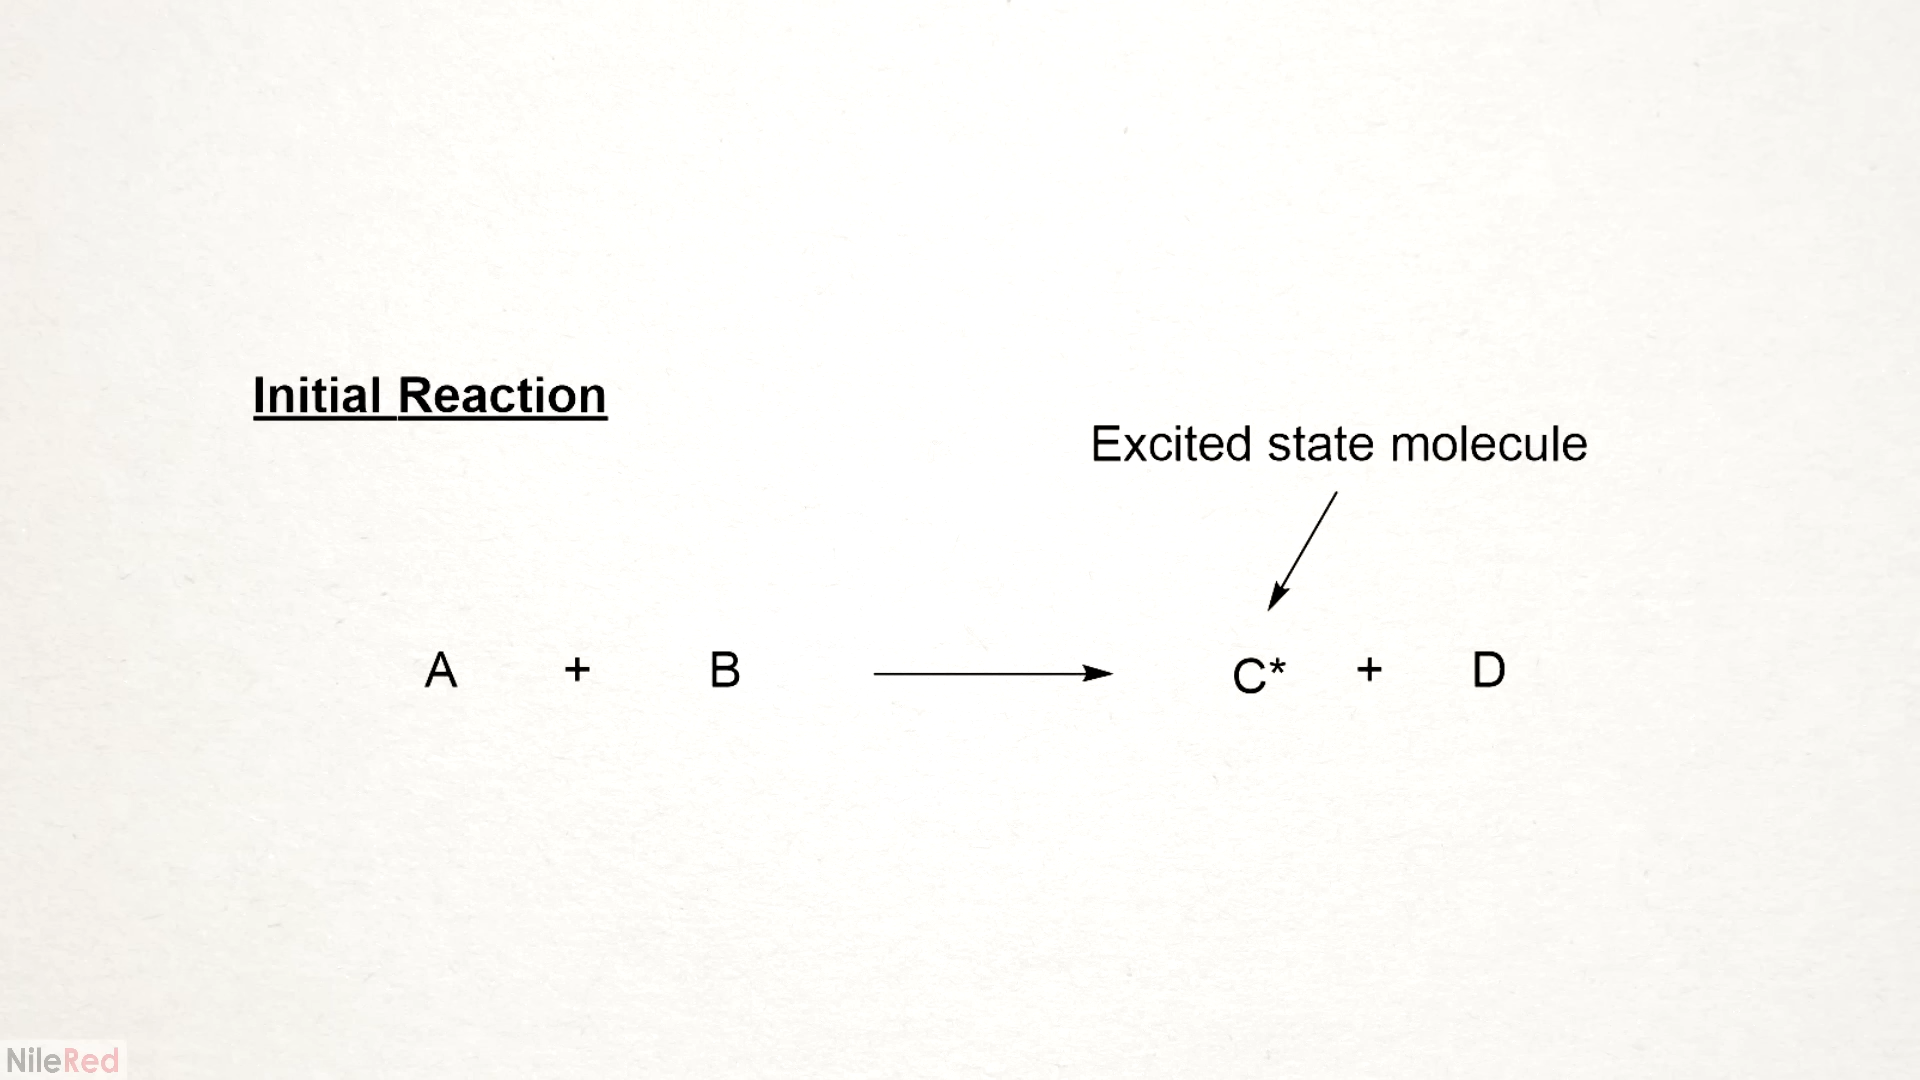 Initial Reaction
Excited state molecule
A + B C* + D
NileRed